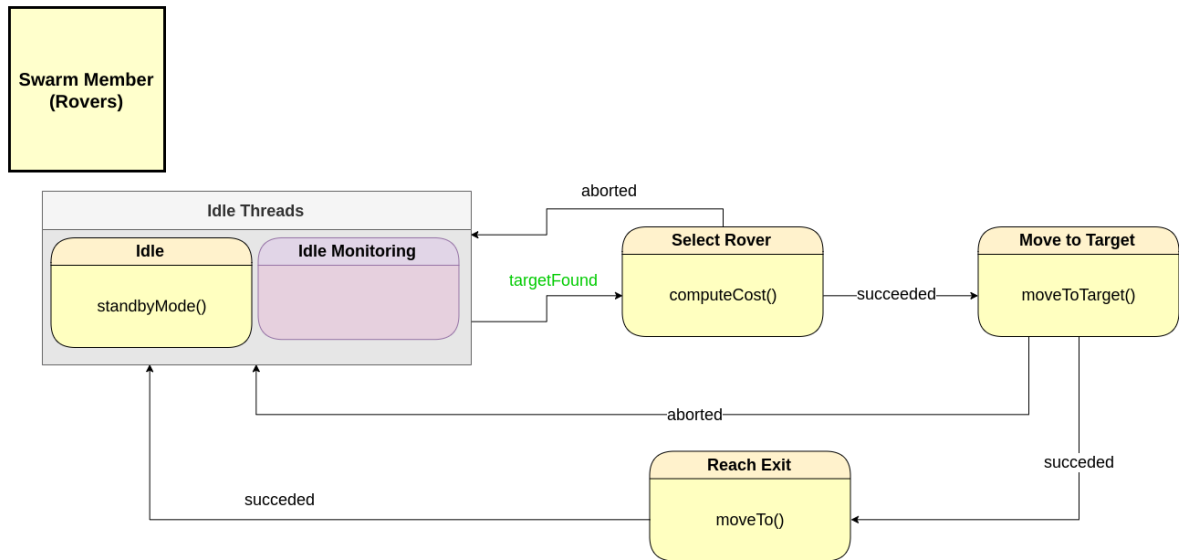 Swarm Member
(Rovers)
aborted
Idle Threads
Idle
Idle Monitoring
Select Rover
Move to Target
targetFound
standbyMode()
computeCost()
succeeded
moveToTarget()
aborted
succeded
Reach Exit
succeded
moveTo()